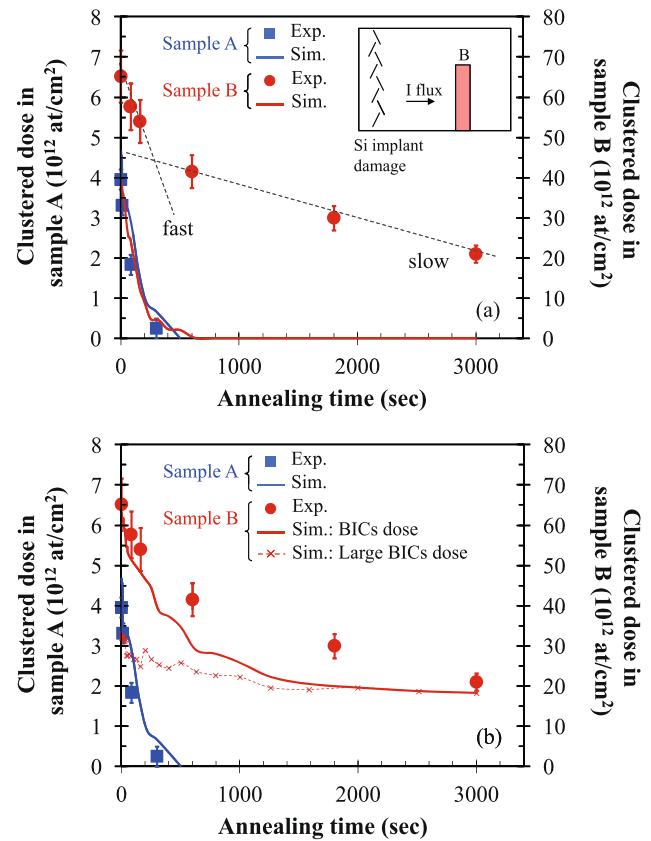 Clustered dose in
sample A (10¹² at/cm²)
8
7
6
5
4
3
2
1
0
Sample A
Exp.
Sim.
Sample B
Exp.
Sim.
B
I flux
Si implant
damage
fast
slow
(a)
80
70
60
50
40
30
20
10
0
Clustered dose in
sample B (10¹² at/cm²)
0 1000 2000 3000
Annealing time (sec)
Clustered dose in
sample A (10¹² at/cm²)
8
7
6
5
4
3
2
1
0
Sample A
Exp.
Sim.
Sample B
Exp.
Sim.: BICs dose
Sim.: Large BICs dose
(b)
80
70
60
50
40
30
20
10
0
Clustered dose in
sample B (10¹² at/cm²)
0 1000 2000 3000
Annealing time (sec)